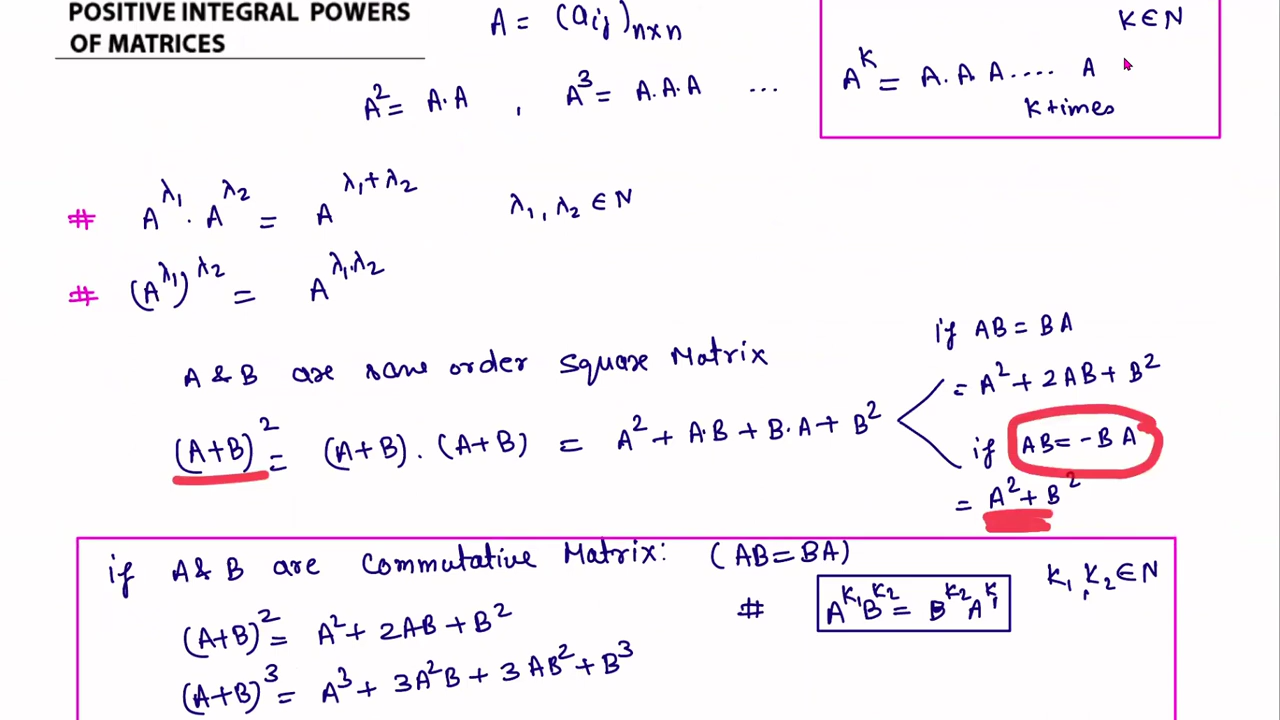 POSITIVE INTEGRAL POWERS
OF MATRICES
A = (aij)n×n
K ∈ N
A² = A·A , A³ = A.A.A ...
A^K = A. A A..... A
K times
# A^λ₁ · A^λ₂ = A^λ₁+λ₂ λ₁, λ₂ ∈ N
# (A^λ₁)^λ₂ = A^λ₁.λ₂
A & B are same order square Matrix
(A+B)² = (A+B) . (A+B) = A² + A·B + B·A + B²
if AB = BA
= A² + 2AB + B²
if AB = -BA
= A² + B²
if A & B are Commutative Matrix: (AB = BA)
# A^K₁ B^K₂ = B^K₂ A^K₁ K₁, K₂ ∈ N
(A+B)² = A² + 2AB + B²
(A+B)³ = A³ + 3A²B + 3AB² + B³